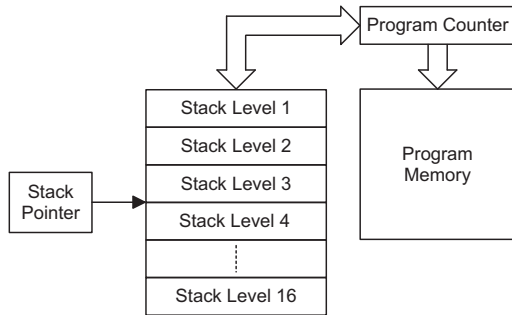 Program Counter
Stack Level 1
Stack Level 2
Stack Level 3
Stack Level 4
Stack Level 16
Stack
Pointer
Program
Memory